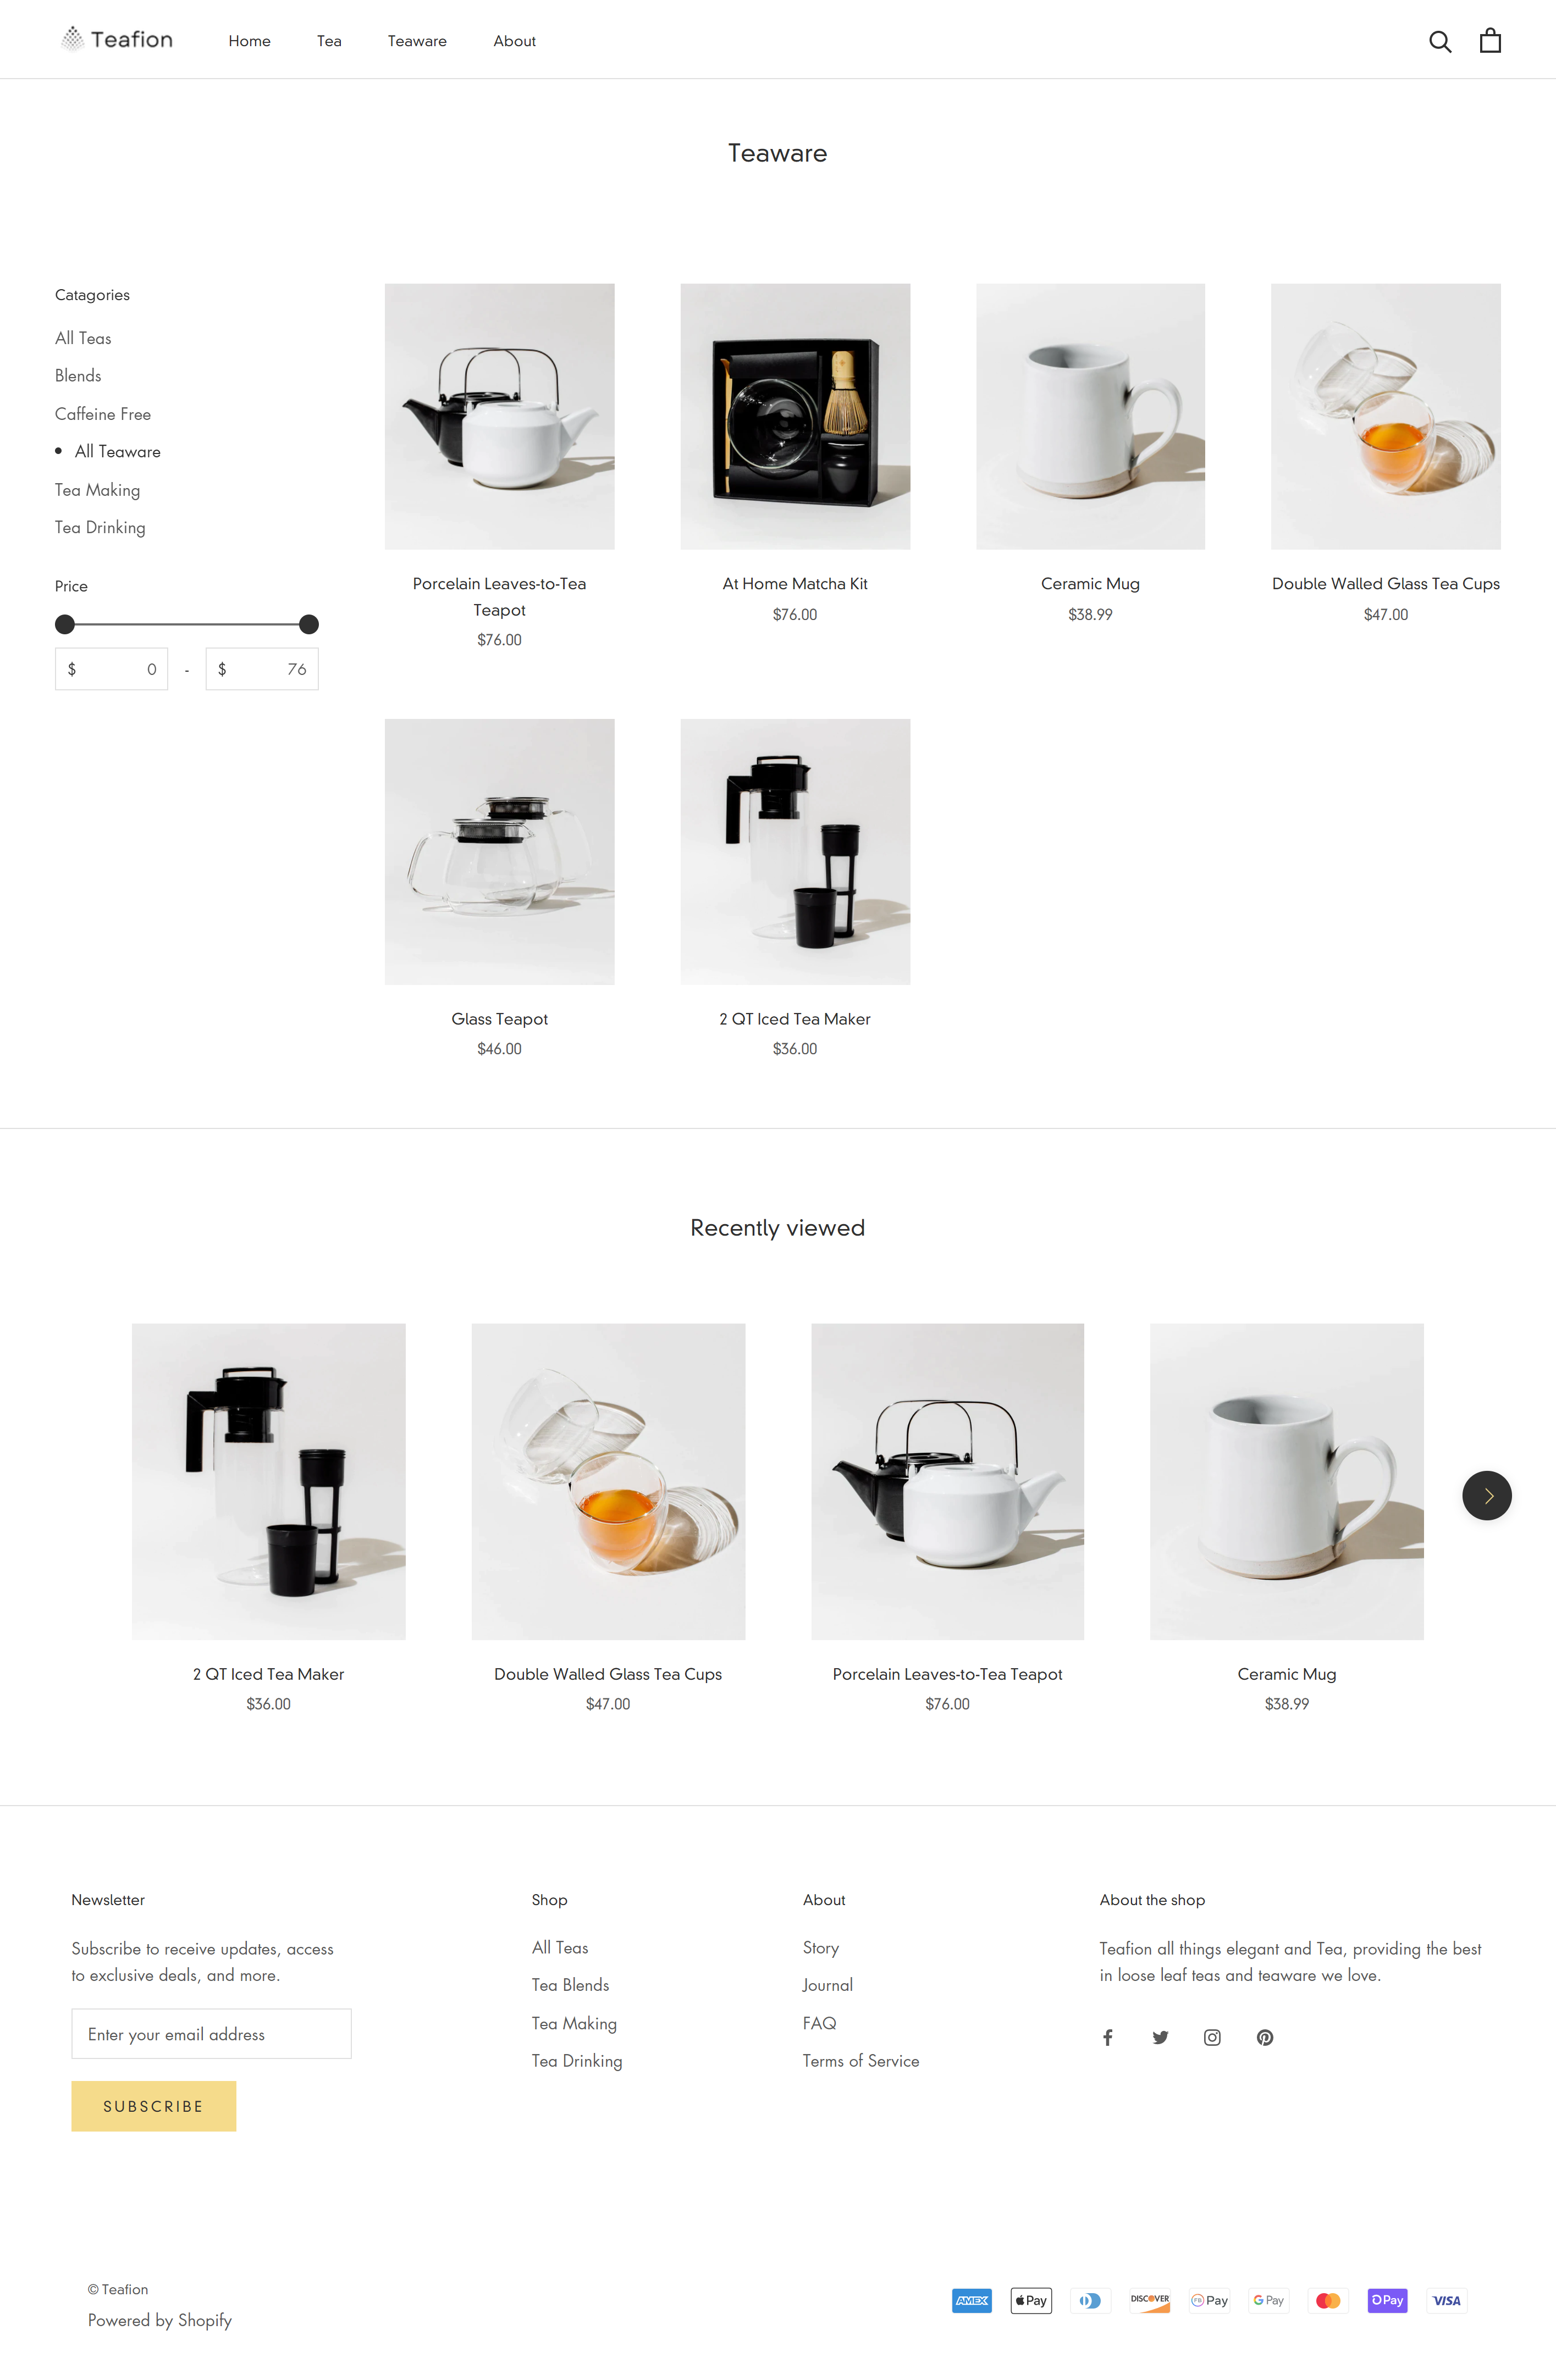 Teafion
Home
Tea
Teaware
About
Teaware
Catagories
All Teas
Blends
Caffeine Free
All Teaware
Tea Making
Tea Drinking
Price
$ 0 - $ 76
Porcelain Leaves-to-Tea
Teapot
$76.00
At Home Matcha Kit
$76.00
Ceramic Mug
$38.99
Double Walled Glass Tea Cups
$47.00
Glass Teapot
$46.00
2 QT Iced Tea Maker
$36.00
Recently viewed
2 QT Iced Tea Maker
$36.00
Double Walled Glass Tea Cups
$47.00
Porcelain Leaves-to-Tea Teapot
$76.00
Ceramic Mug
$38.99
Newsletter
Subscribe to receive updates, access
to exclusive deals, and more.
Enter your email address
SUBSCRIBE
Shop
All Teas
Tea Blends
Tea Making
Tea Drinking
About
Story
Journal
FAQ
Terms of Service
About the shop
Teafion all things elegant and Tea, providing the best
in loose leaf teas and teaware we love.
© Teafion
Powered by Shopify
AMEX
Pay
DISCOVER
Pay
G Pay
Pay
VISA